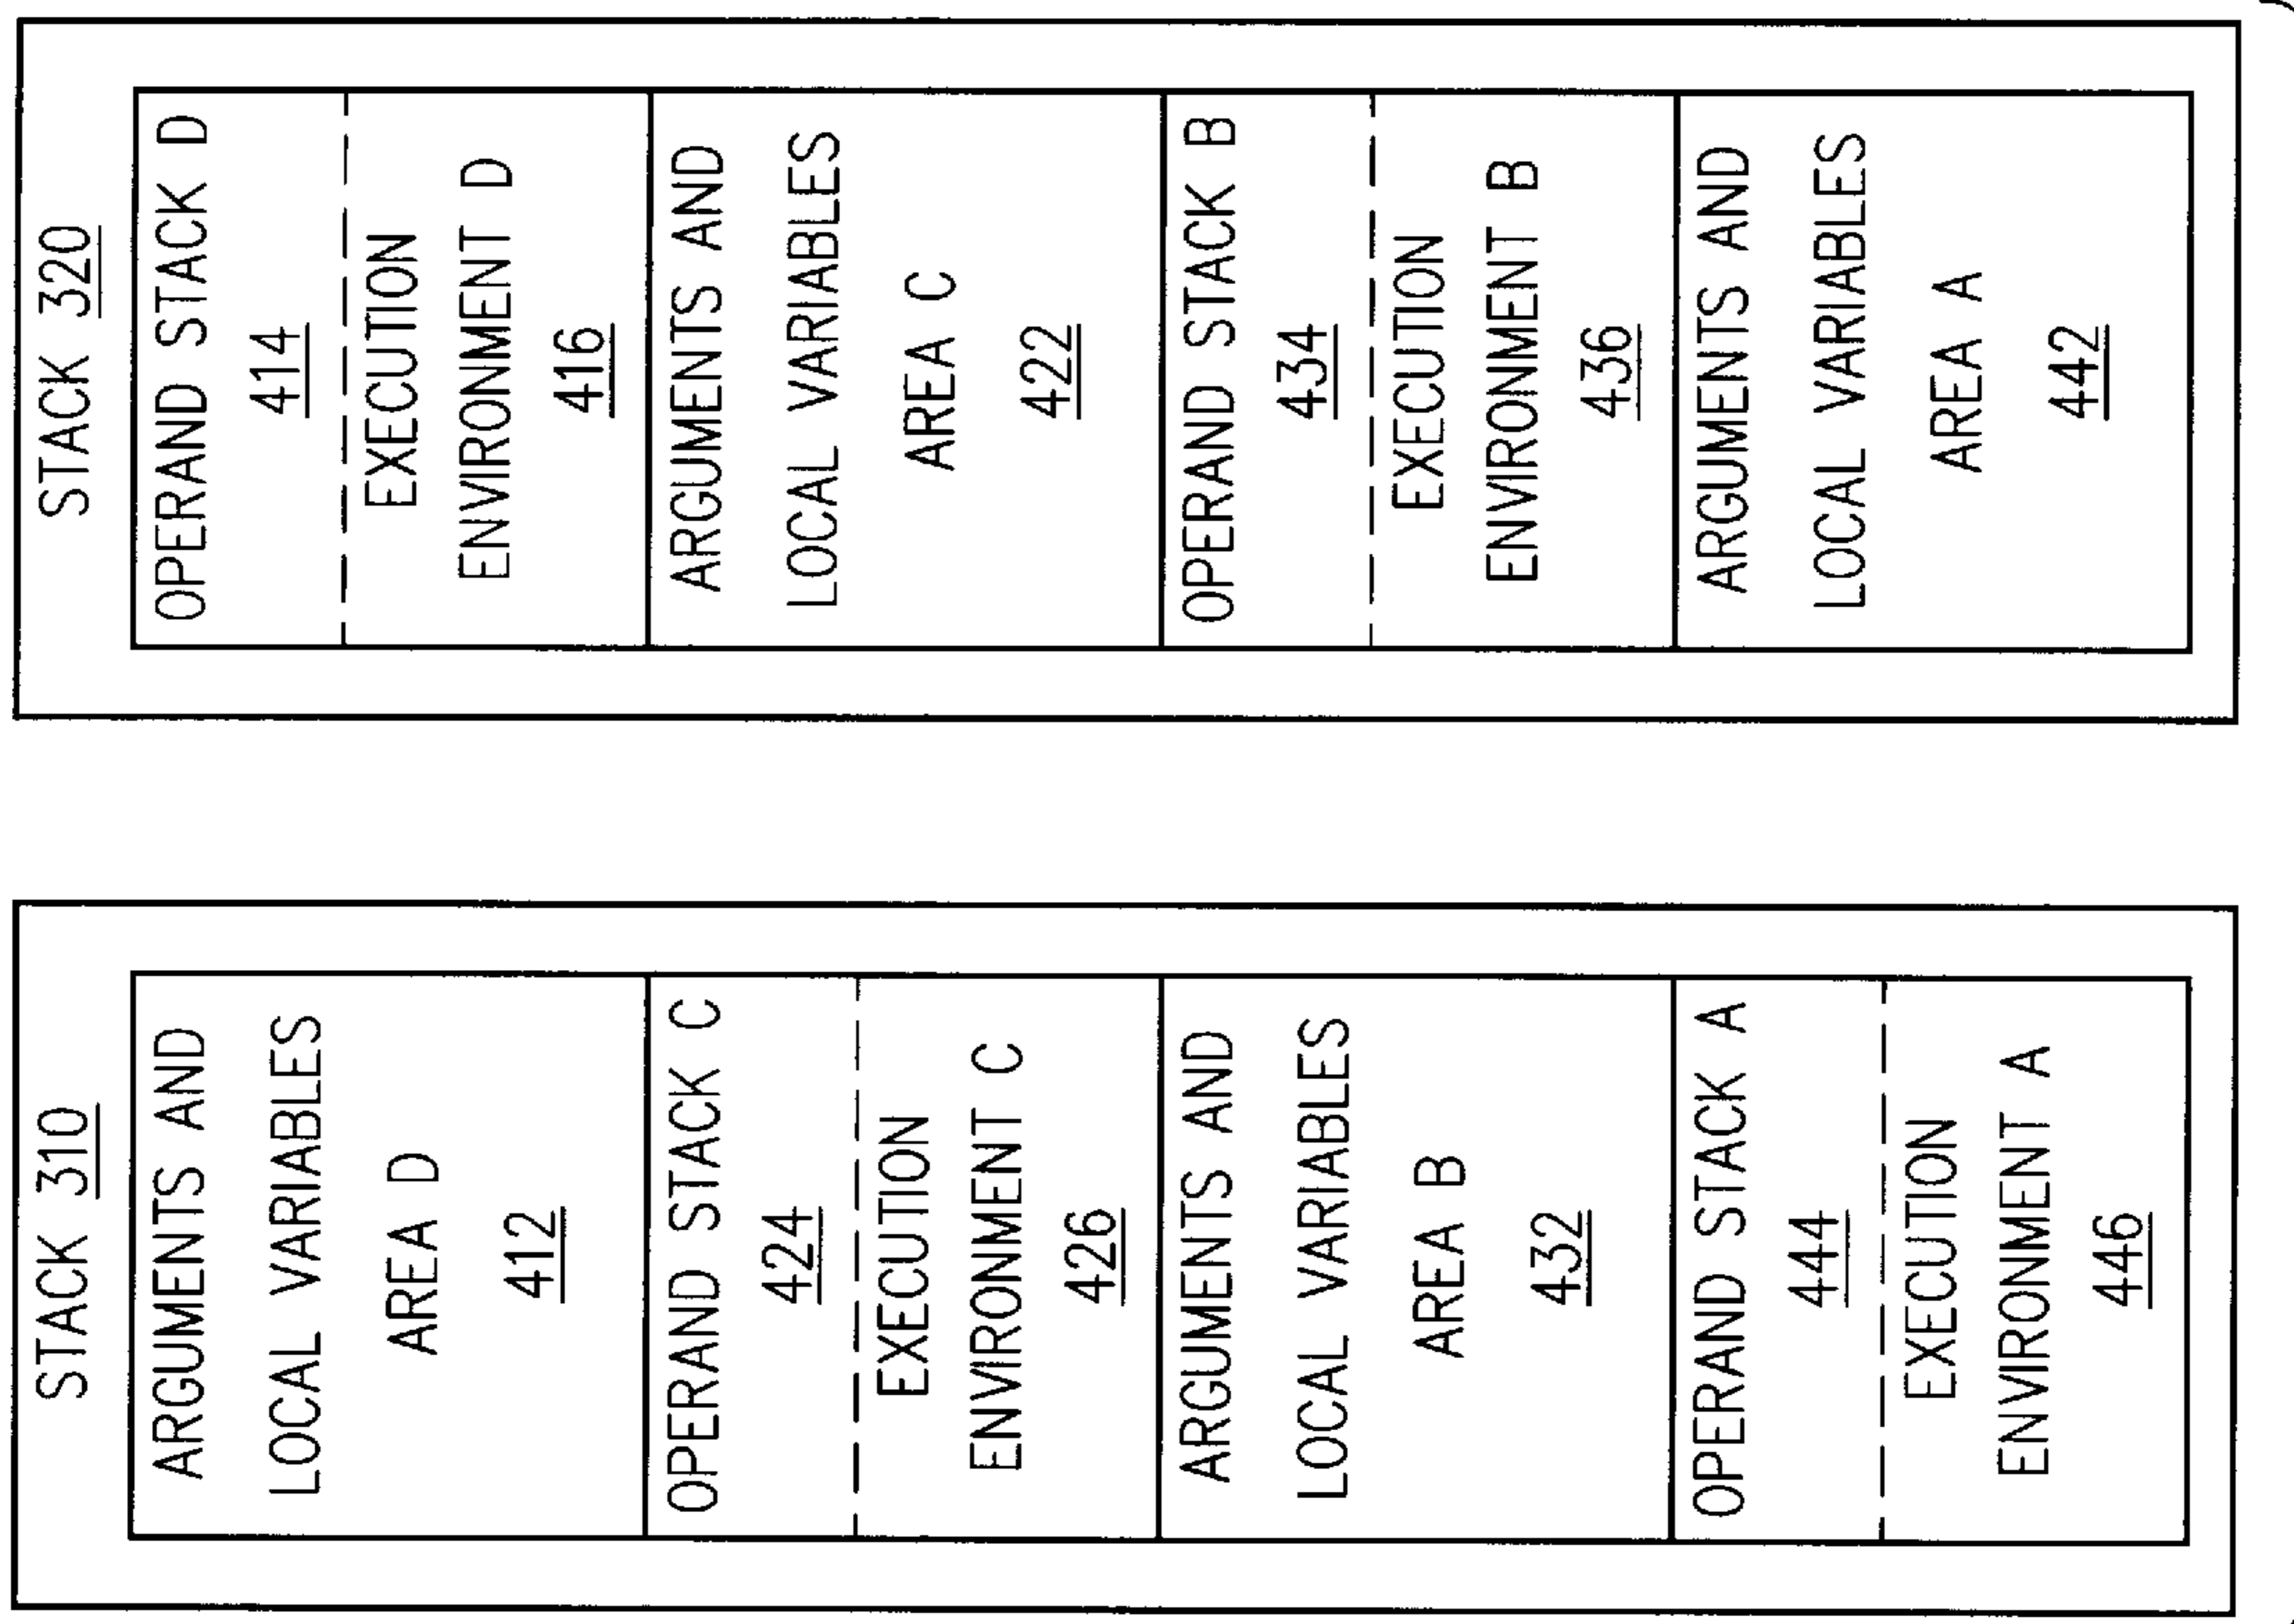 STACK 310
ARGUMENTS AND
LOCAL VARIABLES
AREA D
412
OPERAND STACK C
424
EXECUTION
ENVIRONMENT C
426
ARGUMENTS AND
LOCAL VARIABLES
AREA B
432
OPERAND STACK A
444
EXECUTION
ENVIRONMENT A
446
STACK 320
OPERAND STACK D
414
EXECUTION
ENVIRONMENT D
416
ARGUMENTS AND
LOCAL VARIABLES
AREA C
422
OPERAND STACK B
434
EXECUTION
ENVIRONMENT B
436
ARGUMENTS AND
LOCAL VARIABLES
AREA A
442